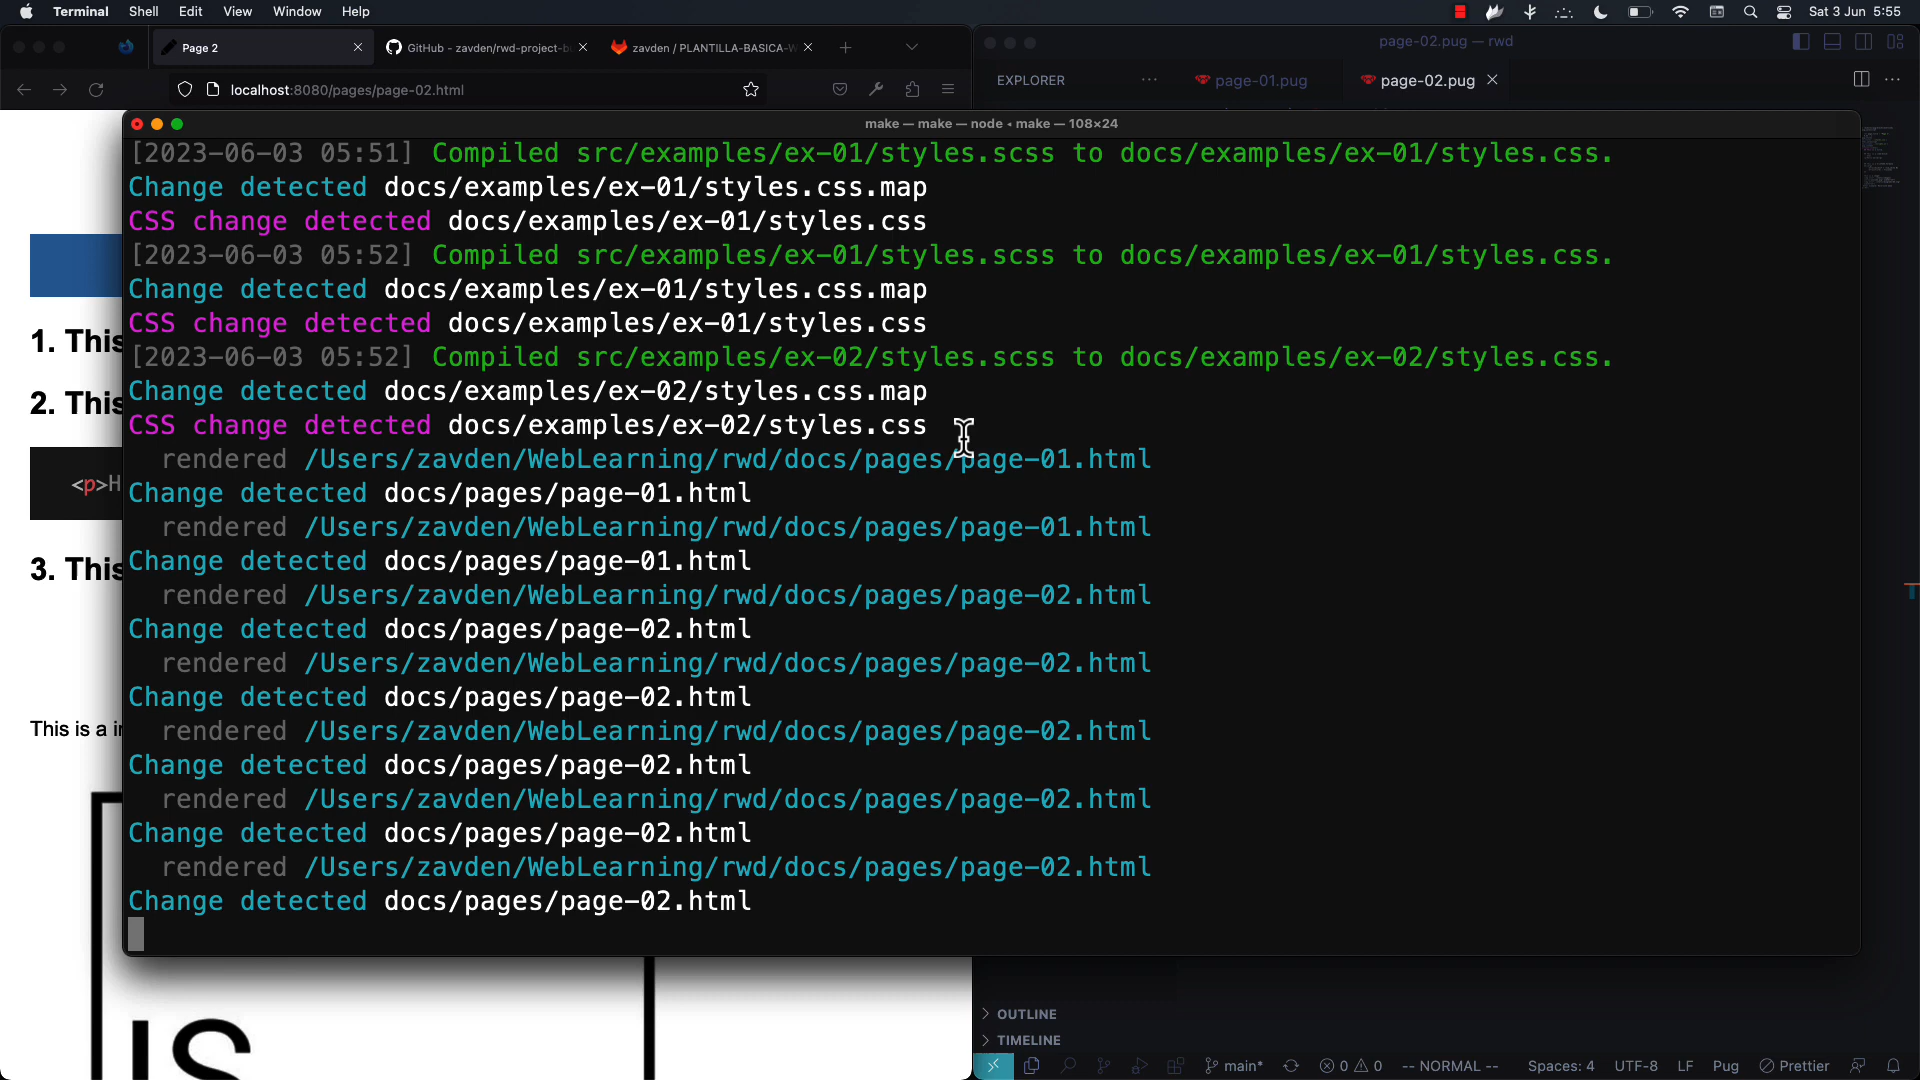 Terminal Shell Edit View Window Help Sat 3 Jun 5:55
Page 2 GitHub - zavden/rwd-project-b zavden / PLANTILLA-BASICA-W
page-02.pug — rwd
localhost:8080/pages/page-02.html
EXPLORER page-01.pug page-02.pug
make — make — node ◂ make — 108×24
[2023-06-03 05:51] Compiled src/examples/ex-01/styles.scss to docs/examples/ex-01/styles.css.
Change detected docs/examples/ex-01/styles.css.map
CSS change detected docs/examples/ex-01/styles.css
[2023-06-03 05:52] Compiled src/examples/ex-01/styles.scss to docs/examples/ex-01/styles.css.
Change detected docs/examples/ex-01/styles.css.map
CSS change detected docs/examples/ex-01/styles.css
[2023-06-03 05:52] Compiled src/examples/ex-02/styles.scss to docs/examples/ex-02/styles.css.
Change detected docs/examples/ex-02/styles.css.map
CSS change detected docs/examples/ex-02/styles.css
rendered /Users/zavden/WebLearning/rwd/docs/pages/page-01.html
Change detected docs/pages/page-01.html
rendered /Users/zavden/WebLearning/rwd/docs/pages/page-01.html
Change detected docs/pages/page-01.html
rendered /Users/zavden/WebLearning/rwd/docs/pages/page-02.html
Change detected docs/pages/page-02.html
rendered /Users/zavden/WebLearning/rwd/docs/pages/page-02.html
Change detected docs/pages/page-02.html
rendered /Users/zavden/WebLearning/rwd/docs/pages/page-02.html
Change detected docs/pages/page-02.html
rendered /Users/zavden/WebLearning/rwd/docs/pages/page-02.html
Change detected docs/pages/page-02.html
rendered /Users/zavden/WebLearning/rwd/docs/pages/page-02.html
Change detected docs/pages/page-02.html
1. This
2. This
<p>H
3. This
This is a
IS
OUTLINE
TIMELINE
main* 0 0 -- NORMAL -- Spaces: 4 UTF-8 LF Pug Prettier